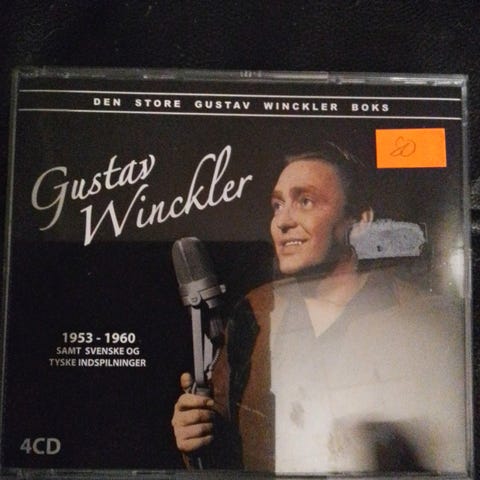 DEN STORE GUSTAV WINCKLER BOKS
80
Gustav
Winckler
1953 - 1960
SAMT SVENSKE OG
TYSKE INDSPILNINGER
4CD